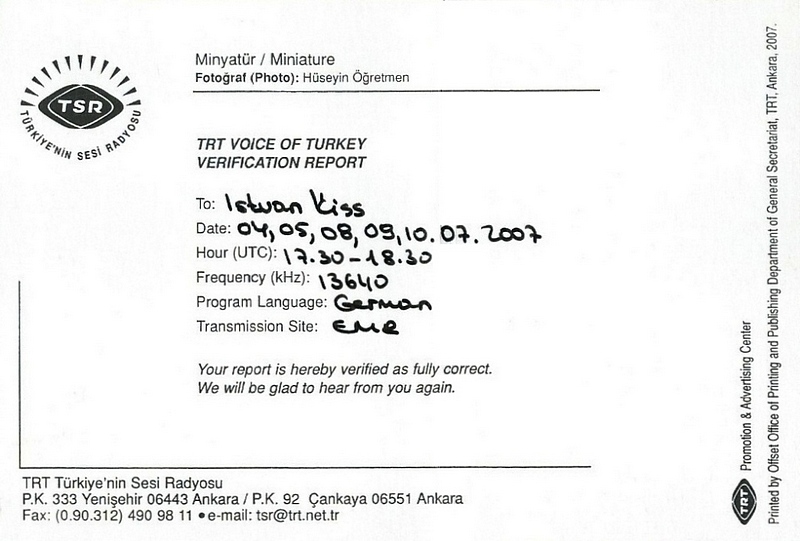 Minyatür / Miniature
Fotoğraf (Photo): Hüseyin Öğretmen
TSR
TÜRKİYE'NİN SESİ RADYOSU
TRT VOICE OF TURKEY
VERIFICATION REPORT
To: Istvan Kiss
Date: 04, 05, 08, 09, 10.07.2007
Hour (UTC): 17.30-18.30
Frequency (kHz): 13640
Program Language: German
Transmission Site: EMR
Your report is hereby verified as fully correct.
We will be glad to hear from you again.
TRT Türkiye'nin Sesi Radyosu
P.K. 333 Yenişehir 06443 Ankara / P.K. 92 Çankaya 06551 Ankara
Fax: (0.90.312) 490 98 11 • e-mail: tsr@trt.net.tr
TRT
Promotion & Advertising Center
Printed by Offset Office of Printing and Publishing Department of General Secretariat, TRT, Ankara, 2007.